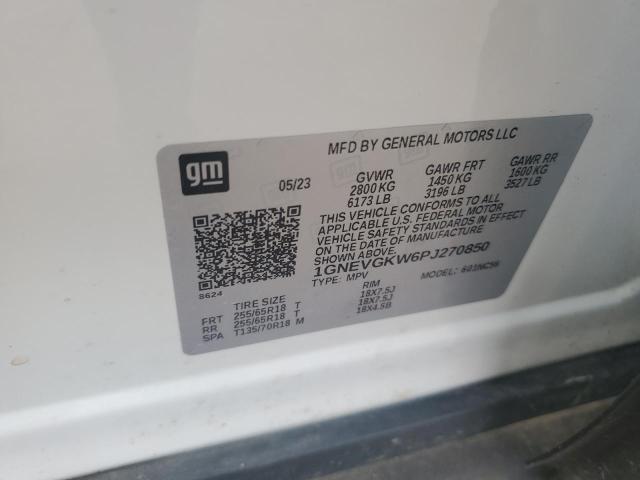 MFD BY GENERAL MOTORS LLC
gm
05/23
GVWR GAWR FRT GAWR RR
2800 KG 1450 KG 1600 KG
6173 LB 3196 LB 3527 LB
THIS VEHICLE CONFORMS TO ALL
APPLICABLE U.S. FEDERAL MOTOR
VEHICLE SAFETY STANDARDS IN EFFECT
ON THE DATE OF MANUFACTURE
SHOWN ABOVE.
1GNEVGKW6PJ270850
8624
TYPE: MPV MODEL:
TIRE SIZE RIM
FRT 255/65R18 T 18X7.5J
RR 255/65R18 T 18X7.5J
SPA T135/70R18 M 18X4.5B